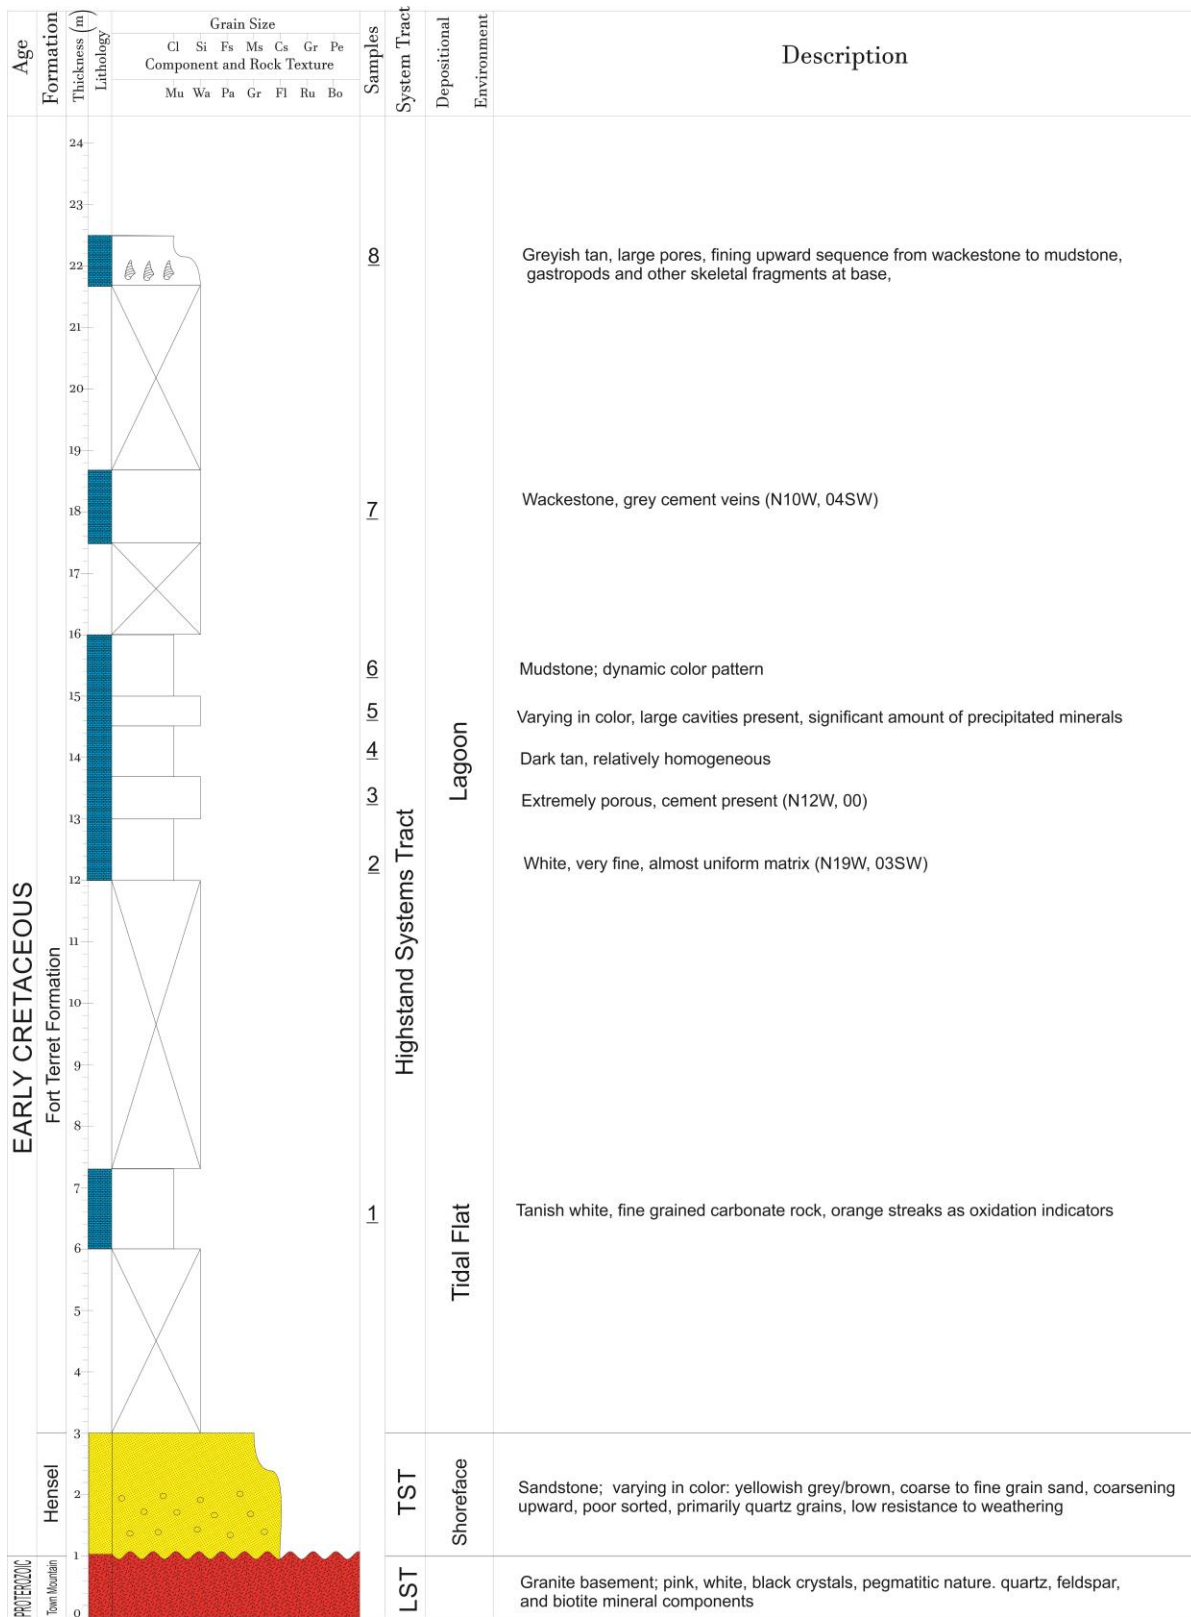 Age
Formation
Thickness (m)
Lithology
Grain Size
Cl Si Fs Ms Cs Gr Pe
Component and Rock Texture
Mu Wa Pa Gr Fl Ru Bo
Samples
System Tract
Depositional
Environment
Description
24
23
22
8
Greyish tan, large pores, fining upward sequence from wackestone to mudstone,
gastropods and other skeletal fragments at base,
21
20
19
18
7
Wackestone, grey cement veins (N10W, 04SW)
17
16
6
Mudstone; dynamic color pattern
15
5
Varying in color, large cavities present, significant amount of precipitated minerals
14
4
Dark tan, relatively homogeneous
3
Extremely porous, cement present (N12W, 00)
13
2
White, very fine, almost uniform matrix (N19W, 03SW)
12
Lagoon
Highstand Systems Tract
EARLY CRETACEOUS
Fort Terret Formation
11
10
9
8
7
1
Tanish white, fine grained carbonate rock, orange streaks as oxidation indicators
Tidal Flat
6
5
4
3
Hensel
2
TST
Shoreface
Sandstone; varying in color: yellowish grey/brown, coarse to fine grain sand, coarsening
upward, poor sorted, primarily quartz grains, low resistance to weathering
1
PROTEROZOIC
Town Mountain
0
LST
Granite basement; pink, white, black crystals, pegmatitic nature. quartz, feldspar,
and biotite mineral components